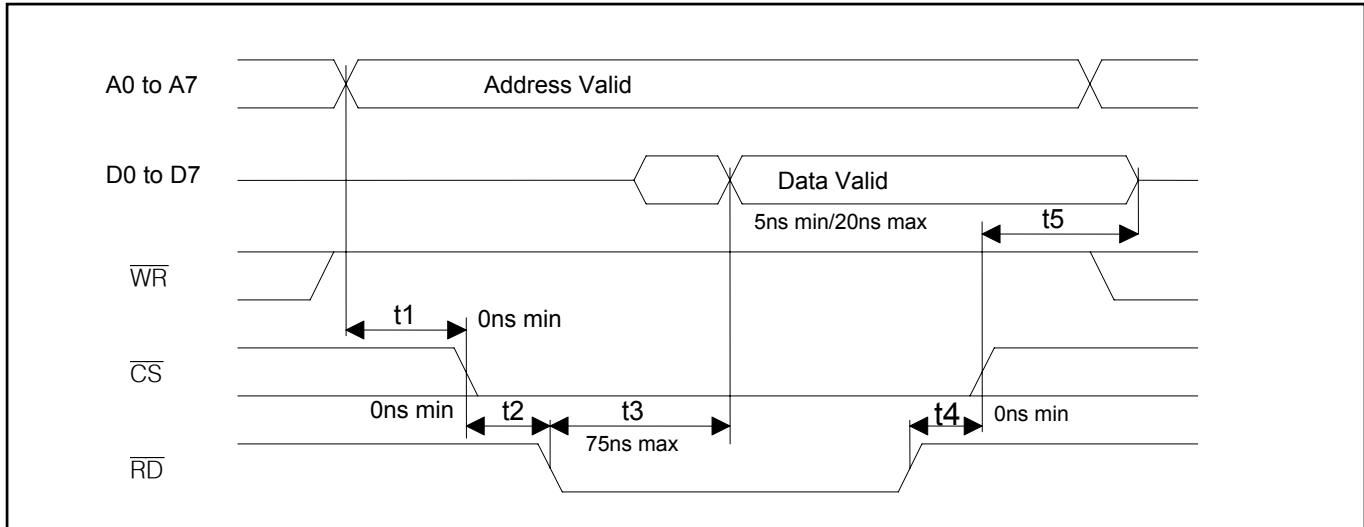 A0 to A7
Address Valid
D0 to D7
Data Valid
5ns min/20ns max
t5
WR
t1
0ns min
CS
0ns min
t2
t3
t4
0ns min
75ns max
RD